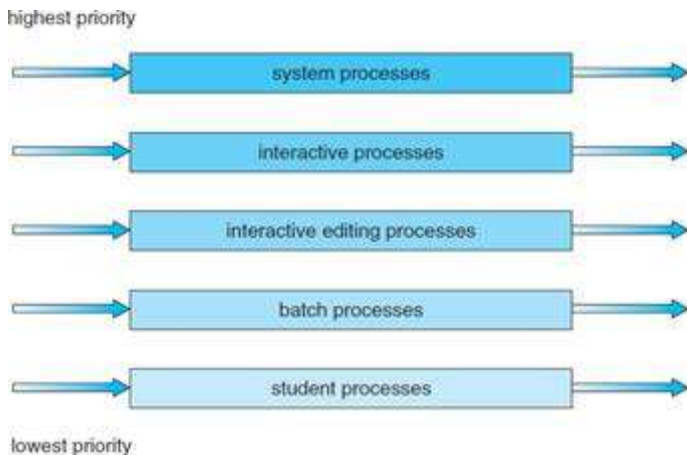 highest priority
system processes
interactive processes
interactive editing processes
batch processes
student processes
lowest priority